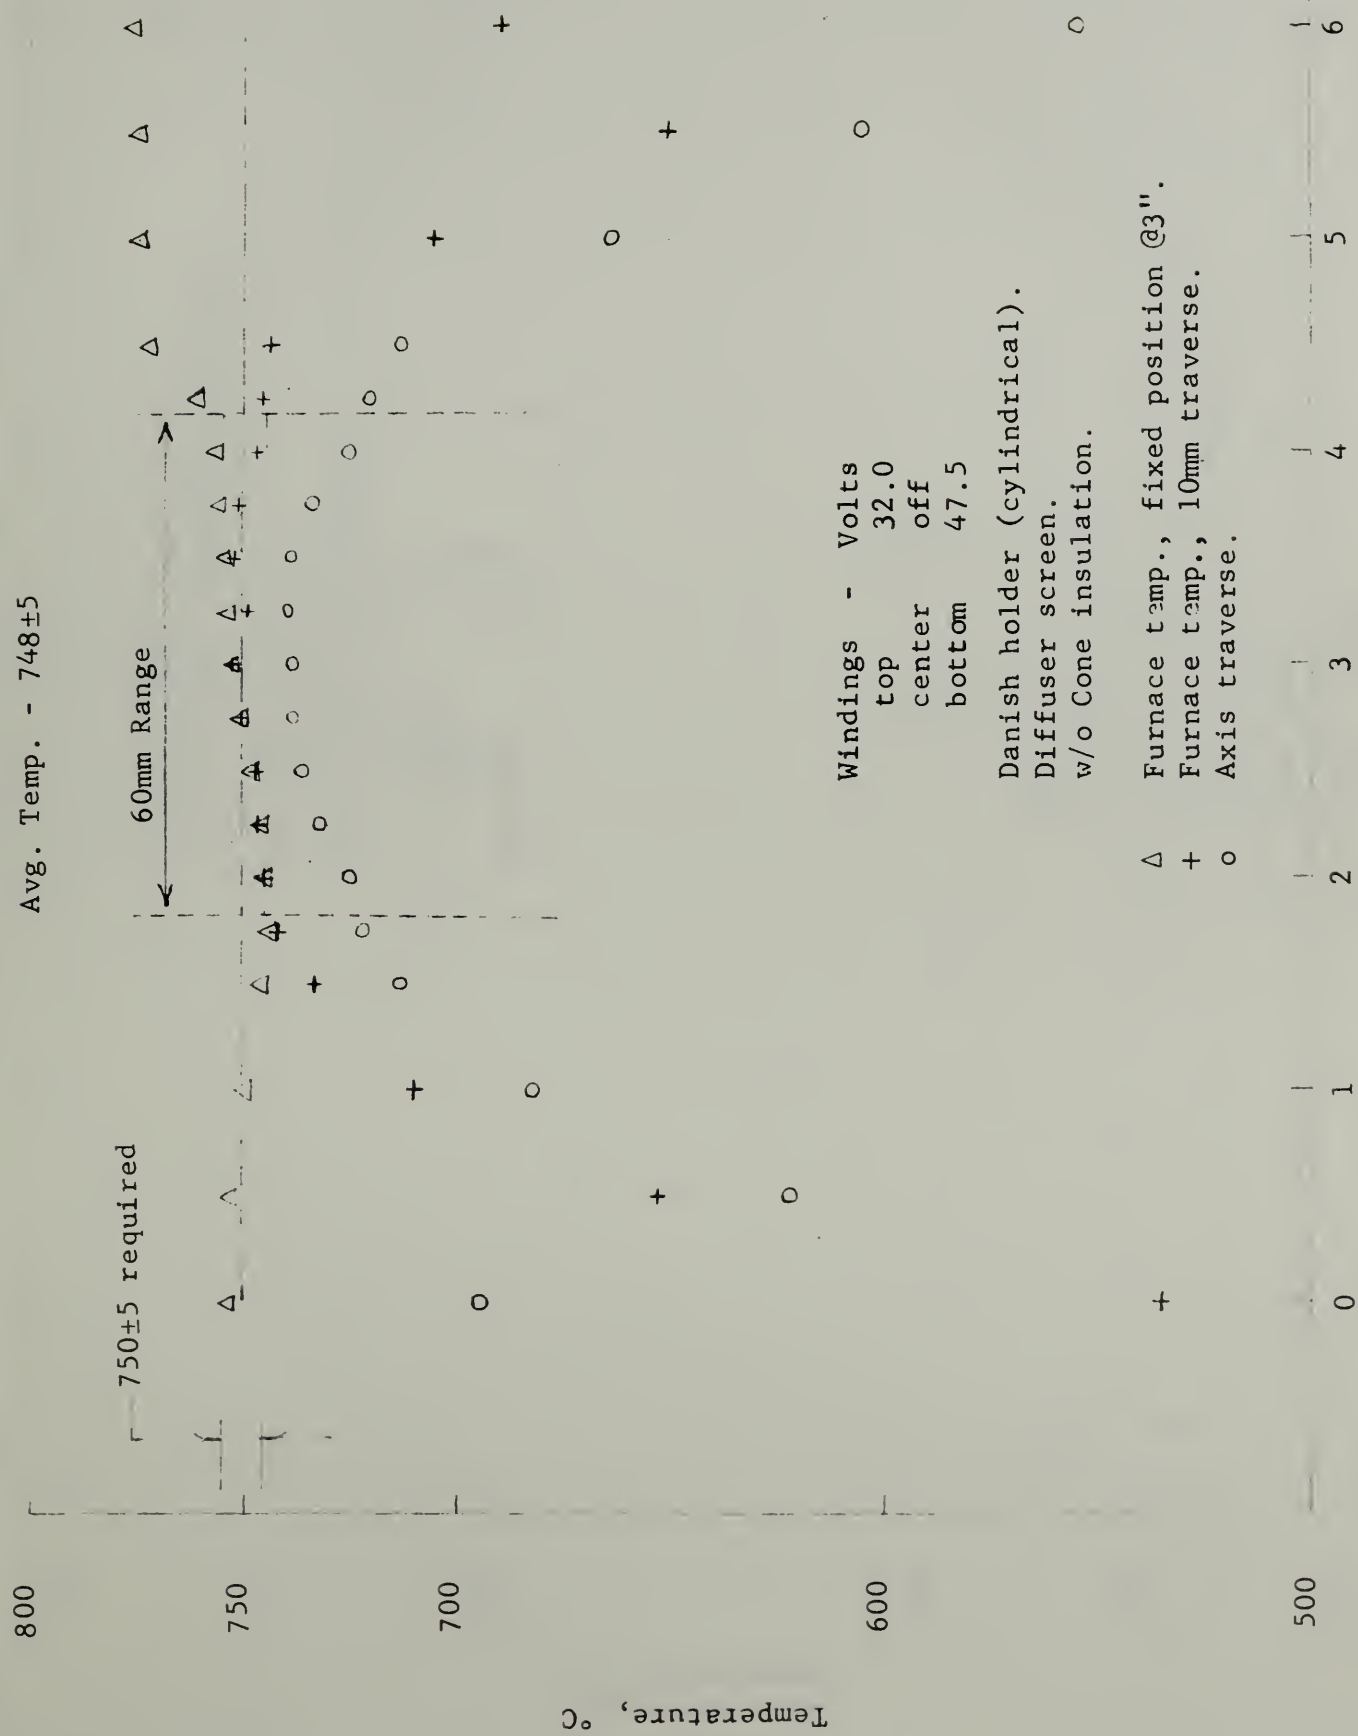 Avg. Temp. - 748±5
60mm Range
750±5 required
800
750
700
600
500
Temperature, °C
Windings - Volts
top 32.0
center off
bottom 47.5
Danish holder (cylindrical).
Diffuser screen.
w/o Cone insulation.
Δ Furnace temp., fixed position @3".
+ Furnace temp., 10mm traverse.
o Axis traverse.
0 1 2 3 4 5 6